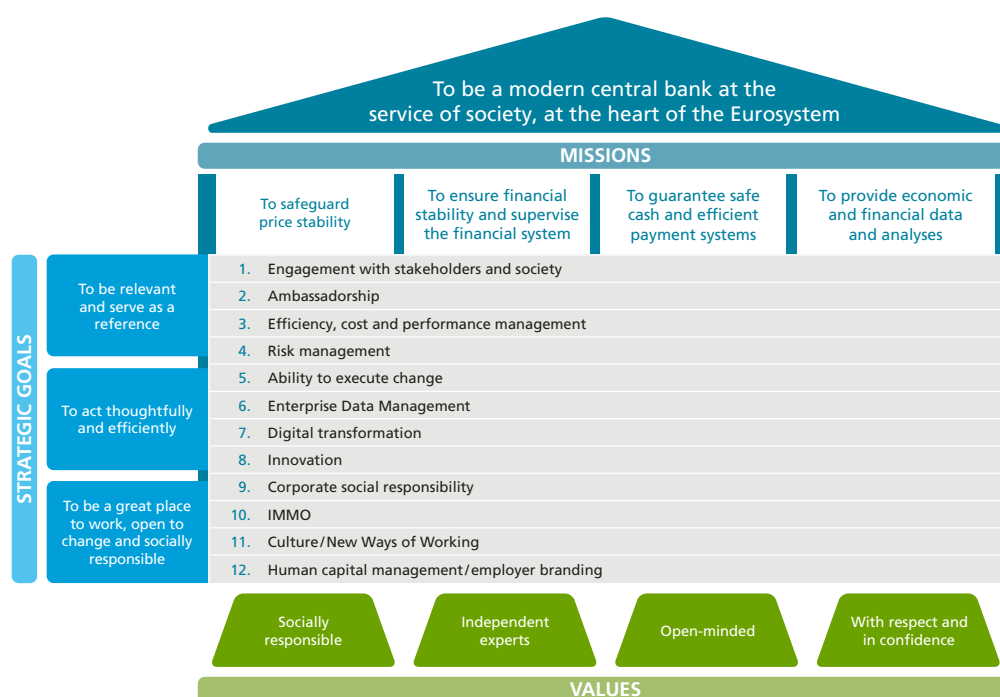 To be a modern central bank at the
service of society, at the heart of the Eurosystem
MISSIONS
To safeguard
price stability
To ensure financial
stability and supervise
the financial system
To guarantee safe
cash and efficient
payment systems
To provide economic
and financial data
and analyses
STRATEGIC GOALS
To be relevant
and serve as a
reference
To act thoughtfully
and efficiently
To be a great place
to work, open to
change and socially
responsible
1. Engagement with stakeholders and society
2. Ambassadorship
3. Efficiency, cost and performance management
4. Risk management
5. Ability to execute change
6. Enterprise Data Management
7. Digital transformation
8. Innovation
9. Corporate social responsibility
10. IMMO
11. Culture/New Ways of Working
12. Human capital management/employer branding
Socially
responsible
Independent
experts
Open-minded
With respect and
in confidence
VALUES